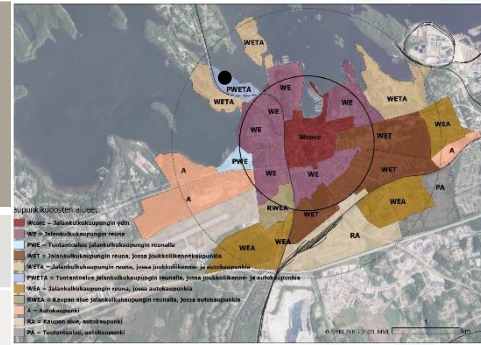 WETA
PWETA
WETA
WE
WE
WE
WETA
Wcore
WET
WEA
A
WE
PWE
WET
A
WE
WE
WEA
PA
A
RWEA
WET
RA
WEA
WEA
aupunkikudosten alueet
Wcore = Jalankulkukaupungin ydin
WE = Jalankulkukaupungin reuna
PWE = Tuotantoalue jalankulkukaupungin reunalla
WET = Jalankulkukaupungin reuna, jossa joukkoliikennekaupunkia
WETA = Jalankulkukaupungin reuna, jossa joukkoliikenne- ja autokaupunkia
PWETA = Tuotantoalue jalankulkukaupungin reunalla, jossa joukkoliikenne- ja autokaupunkia
WEA = Jalankulkukaupungin reuna, jossa autokaupunkia
RWEA = Kaupan alue jalankulkukaupungin reunalla, jossa autokaupunkia
A = Autokaupunki
RA = Kaupan alue, autokaupunki
PA = Tuotantoalue, autokaupunki